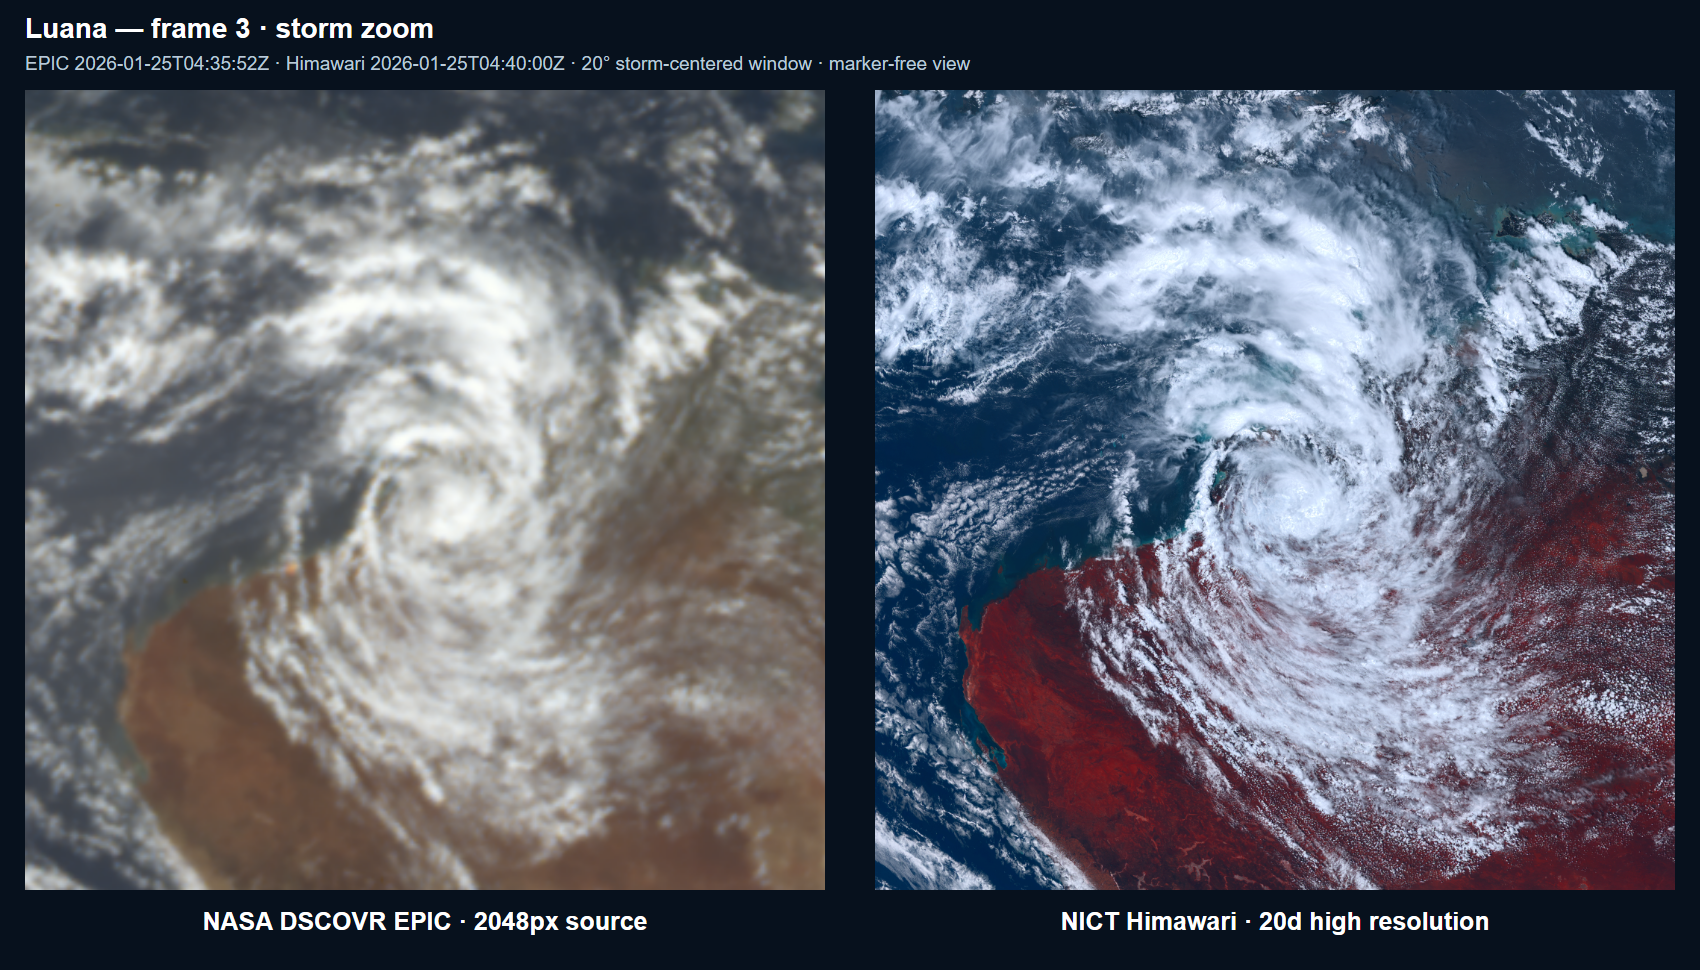 Luana — frame 3 · storm zoom
EPIC 2026-01-25T04:35:52Z · Himawari 2026-01-25T04:40:00Z · 20° storm-centered window · marker-free view
NASA DSCOVR EPIC · 2048px source
NICT Himawari · 20d high resolution